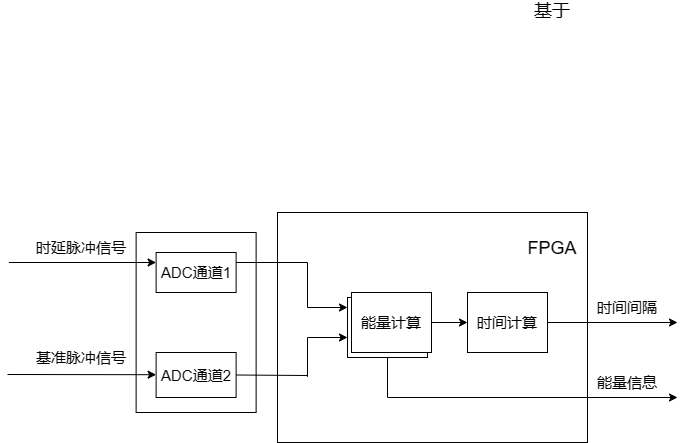 基于
FPGA
时延脉冲信号
ADC通道1
能量计算
时间计算
时间间隔
基准脉冲信号
ADC通道2
能量信息